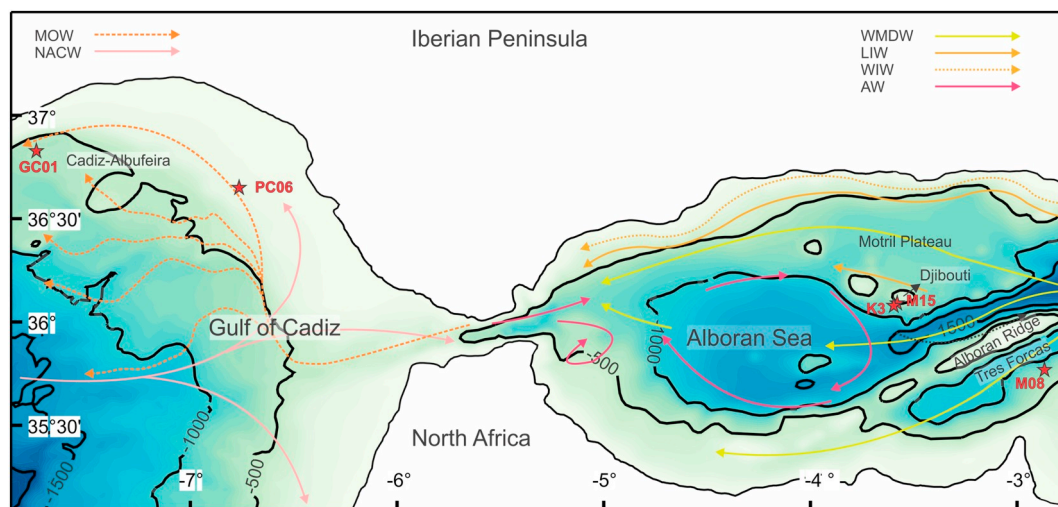 MOW
NACW
Iberian Peninsula
WMDW
LIW
WIW
AW
37°
GC01
Cadiz-Albufeira
PC06
36°30'
Motril Plateau
Djibouti
K3
M15
36°
Gulf of Cadiz
Alboran Sea
-1500
Alboran Ridge
-500
-1000
Tres Forcas
M08
35°30'
North Africa
-1000
-500
-1500
-7°
-6°
-5°
-4°
-3°